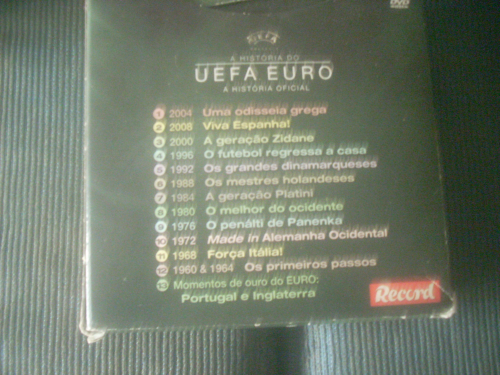 UEFA
DVD
A HISTÓRIA DO
UEFA EURO
A HISTÓRIA OFICIAL
1 2004 Uma odisseia grega
2 2008 Viva Espanha!
3 2000 A geração Zidane
4 1996 O futebol regressa a casa
5 1992 Os grandes dinamarqueses
6 1988 Os mestres holandeses
7 1984 A geração Platini
8 1980 O melhor do ocidente
9 1976 O penálti de Panenka
10 1972 Made in Alemanha Ocidental
11 1968 Força Itália!
12 1960 & 1964 Os primeiros passos
13 Momentos de ouro do EURO:
Portugal e Inglaterra
Record